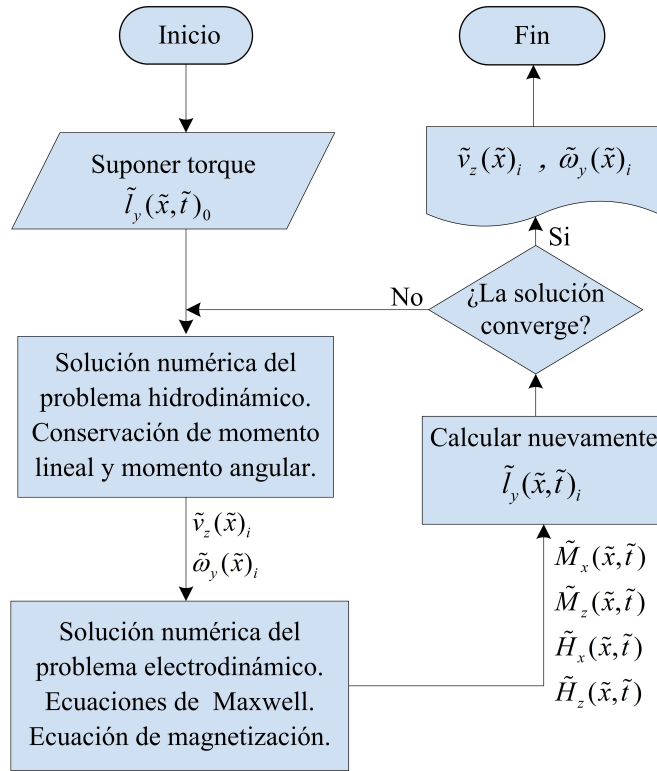 Inicio
Suponer torque
l̃_y(x̃,t̃)_0
Solución numérica del
problema hidrodinámico.
Conservación de momento
lineal y momento angular.
ṽ_z(x̃)_i
ω̃_y(x̃)_i
Solución numérica del
problema electrodinámico.
Ecuaciones de Maxwell.
Ecuación de magnetización.
M̃_x(x̃,t̃)
M̃_z(x̃,t̃)
H̃_x(x̃,t̃)
H̃_z(x̃,t̃)
Calcular nuevamente
l̃_y(x̃,t̃)_i
¿La solución
converge?
No
Si
ṽ_z(x̃)_i , ω̃_y(x̃)_i
Fin